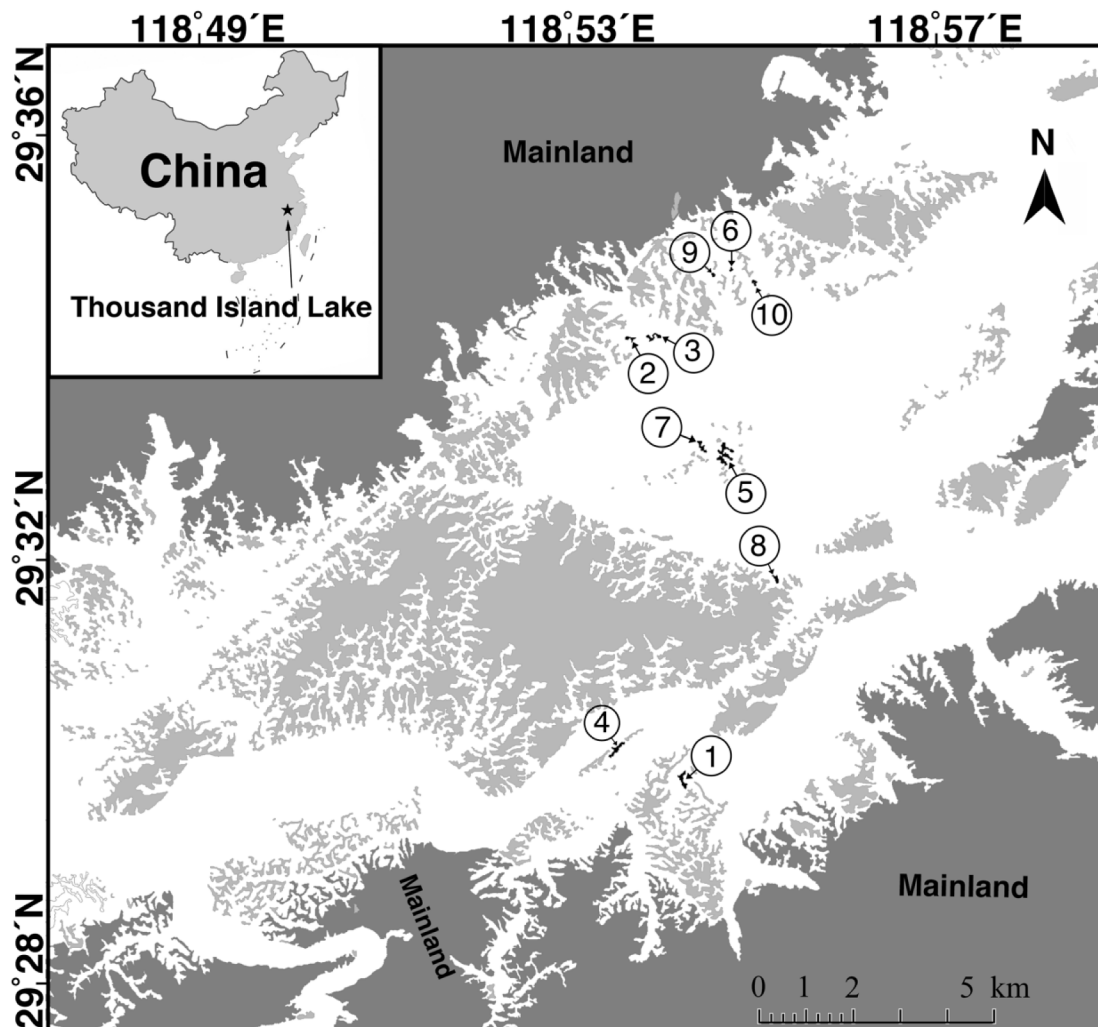 118°49´E 118°53´E 118°57´E
29°36´N
29°32´N
29°28´N
China
Thousand Island Lake
Mainland
N
6
9
10
3
2
7
5
8
4
1
Mainland
Mainland
0 1 2 5 km